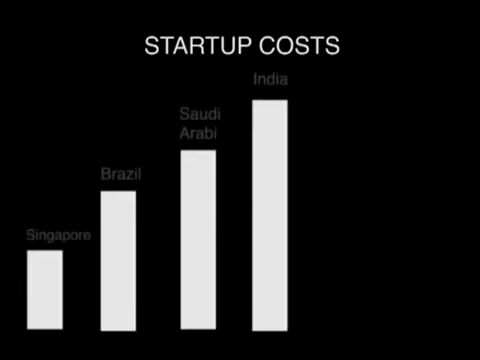 STARTUP COSTS
India
Saudi
Arabi
Brazil
Singapore